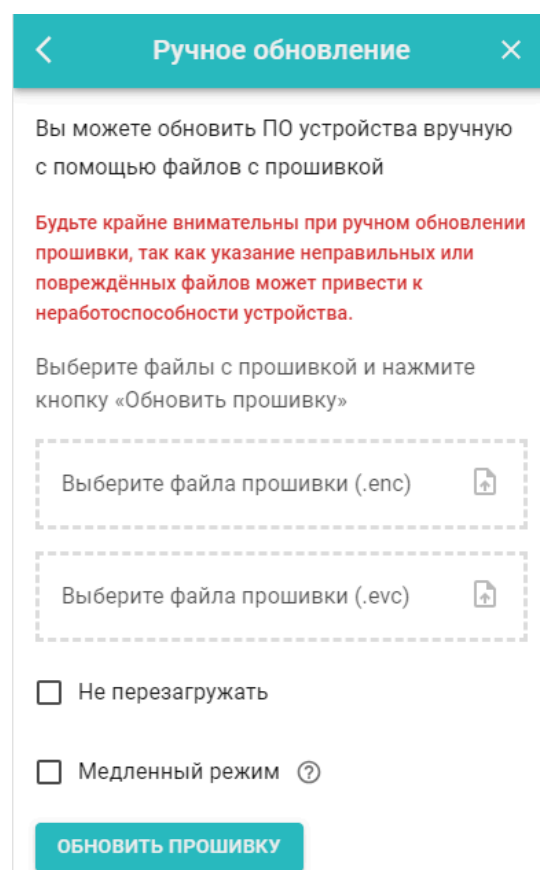 Ручное обновление
Вы можете обновить ПО устройства вручную
с помощью файлов с прошивкой
Будьте крайне внимательны при ручном обновлении
прошивки, так как указание неправильных или
повреждённых файлов может привести к
неработоспособности устройства.
Выберите файлы с прошивкой и нажмите
кнопку «Обновить прошивку»
Выберите файла прошивки (.enc)
Выберите файла прошивки (.evc)
Не перезагружать
Медленный режим ?
ОБНОВИТЬ ПРОШИВКУ